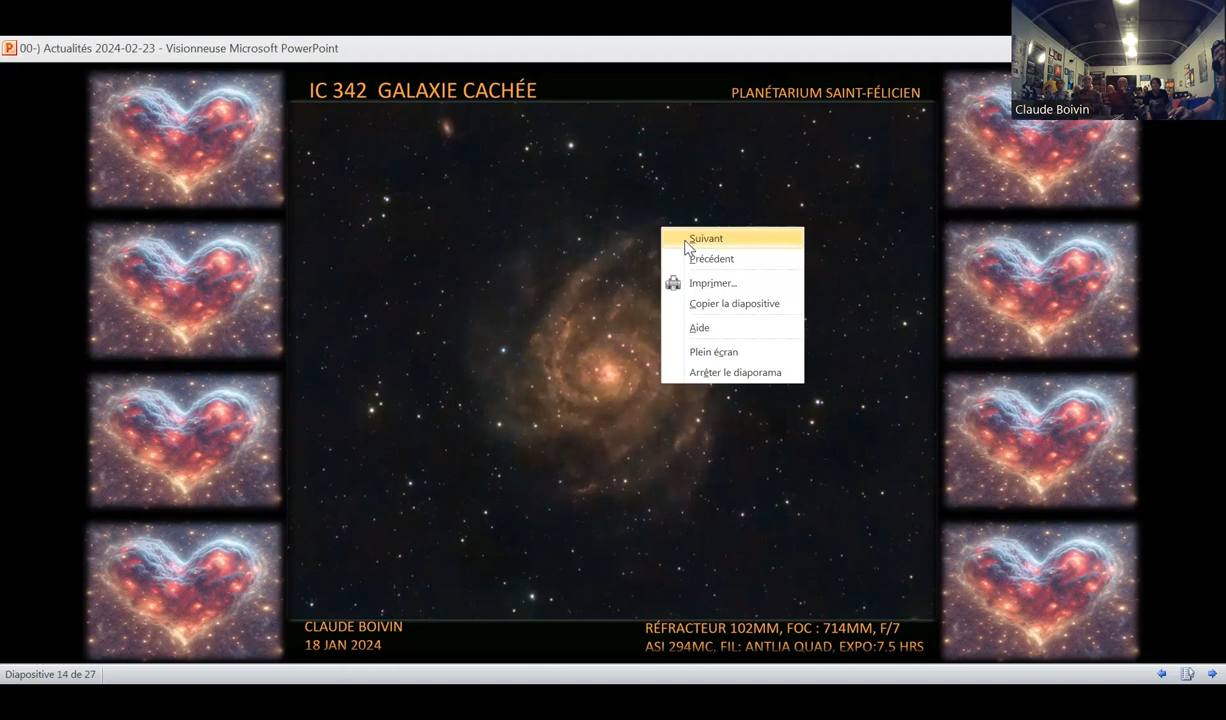 00-) Actualités 2024-02-23 - Visionneuse Microsoft PowerPoint
Claude Boivin
IC 342 GALAXIE CACHÉE
PLANÉTARIUM SAINT-FÉLICIEN
Suivant
Précédent
Imprimer...
Copier la diapositive
Aide
Plein écran
Arrêter le diaporama
CLAUDE BOIVIN
18 JAN 2024
RÉFRACTEUR 102MM, FOC : 714MM, F/7
ASI 294MC, FIL: ANTLIA QUAD, EXPO:7.5 HRS
Diapositive 14 de 27